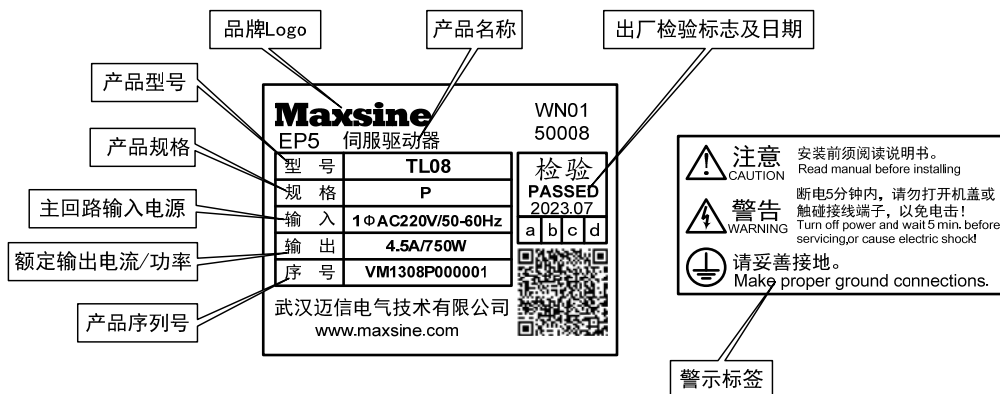 品牌Logo
产品名称
出厂检验标志及日期
产品型号
产品规格
主回路输入电源
额定输出电流/功率
产品序列号
Maxsine
EP5 伺服驱动器
WN01
50008
型 号 TL08
规 格 P
输 入 1ΦAC220V/50-60Hz
输 出 4.5A/750W
序 号 VM1308P000001
检验
PASSED
2023.07
a b c d
武汉迈信电气技术有限公司
www.maxsine.com
注意 安装前须阅读说明书。
CAUTION Read manual before installing
警告 断电5分钟内，请勿打开机盖或
触碰接线端子，以免电击！
WARNING Turn off power and wait 5 min. before
servicing,or cause electric shock!
请妥善接地。
Make proper ground connections.
警示标签